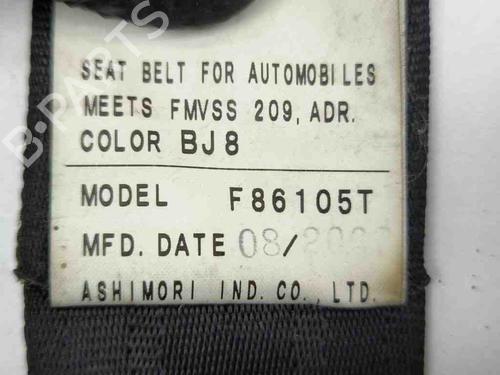 SEAT BELT FOR AUTOMOBILES
MEETS FMVSS 209, ADR.
COLOR BJ8
MODEL F86105T
MFD. DATE 08/
ASHIMORI IND. CO., LTD.